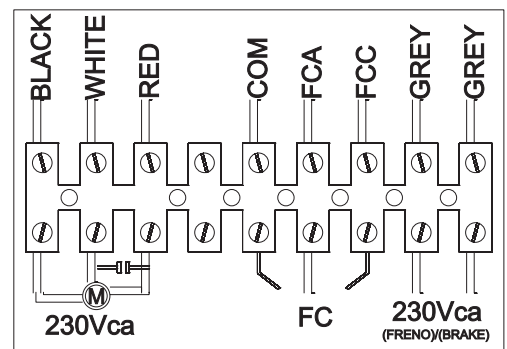 BLACK
WHITE
RED
COM
FCA
FCC
GREY
GREY
M
230Vca
FC
230Vca
(FRENO)/(BRAKE)